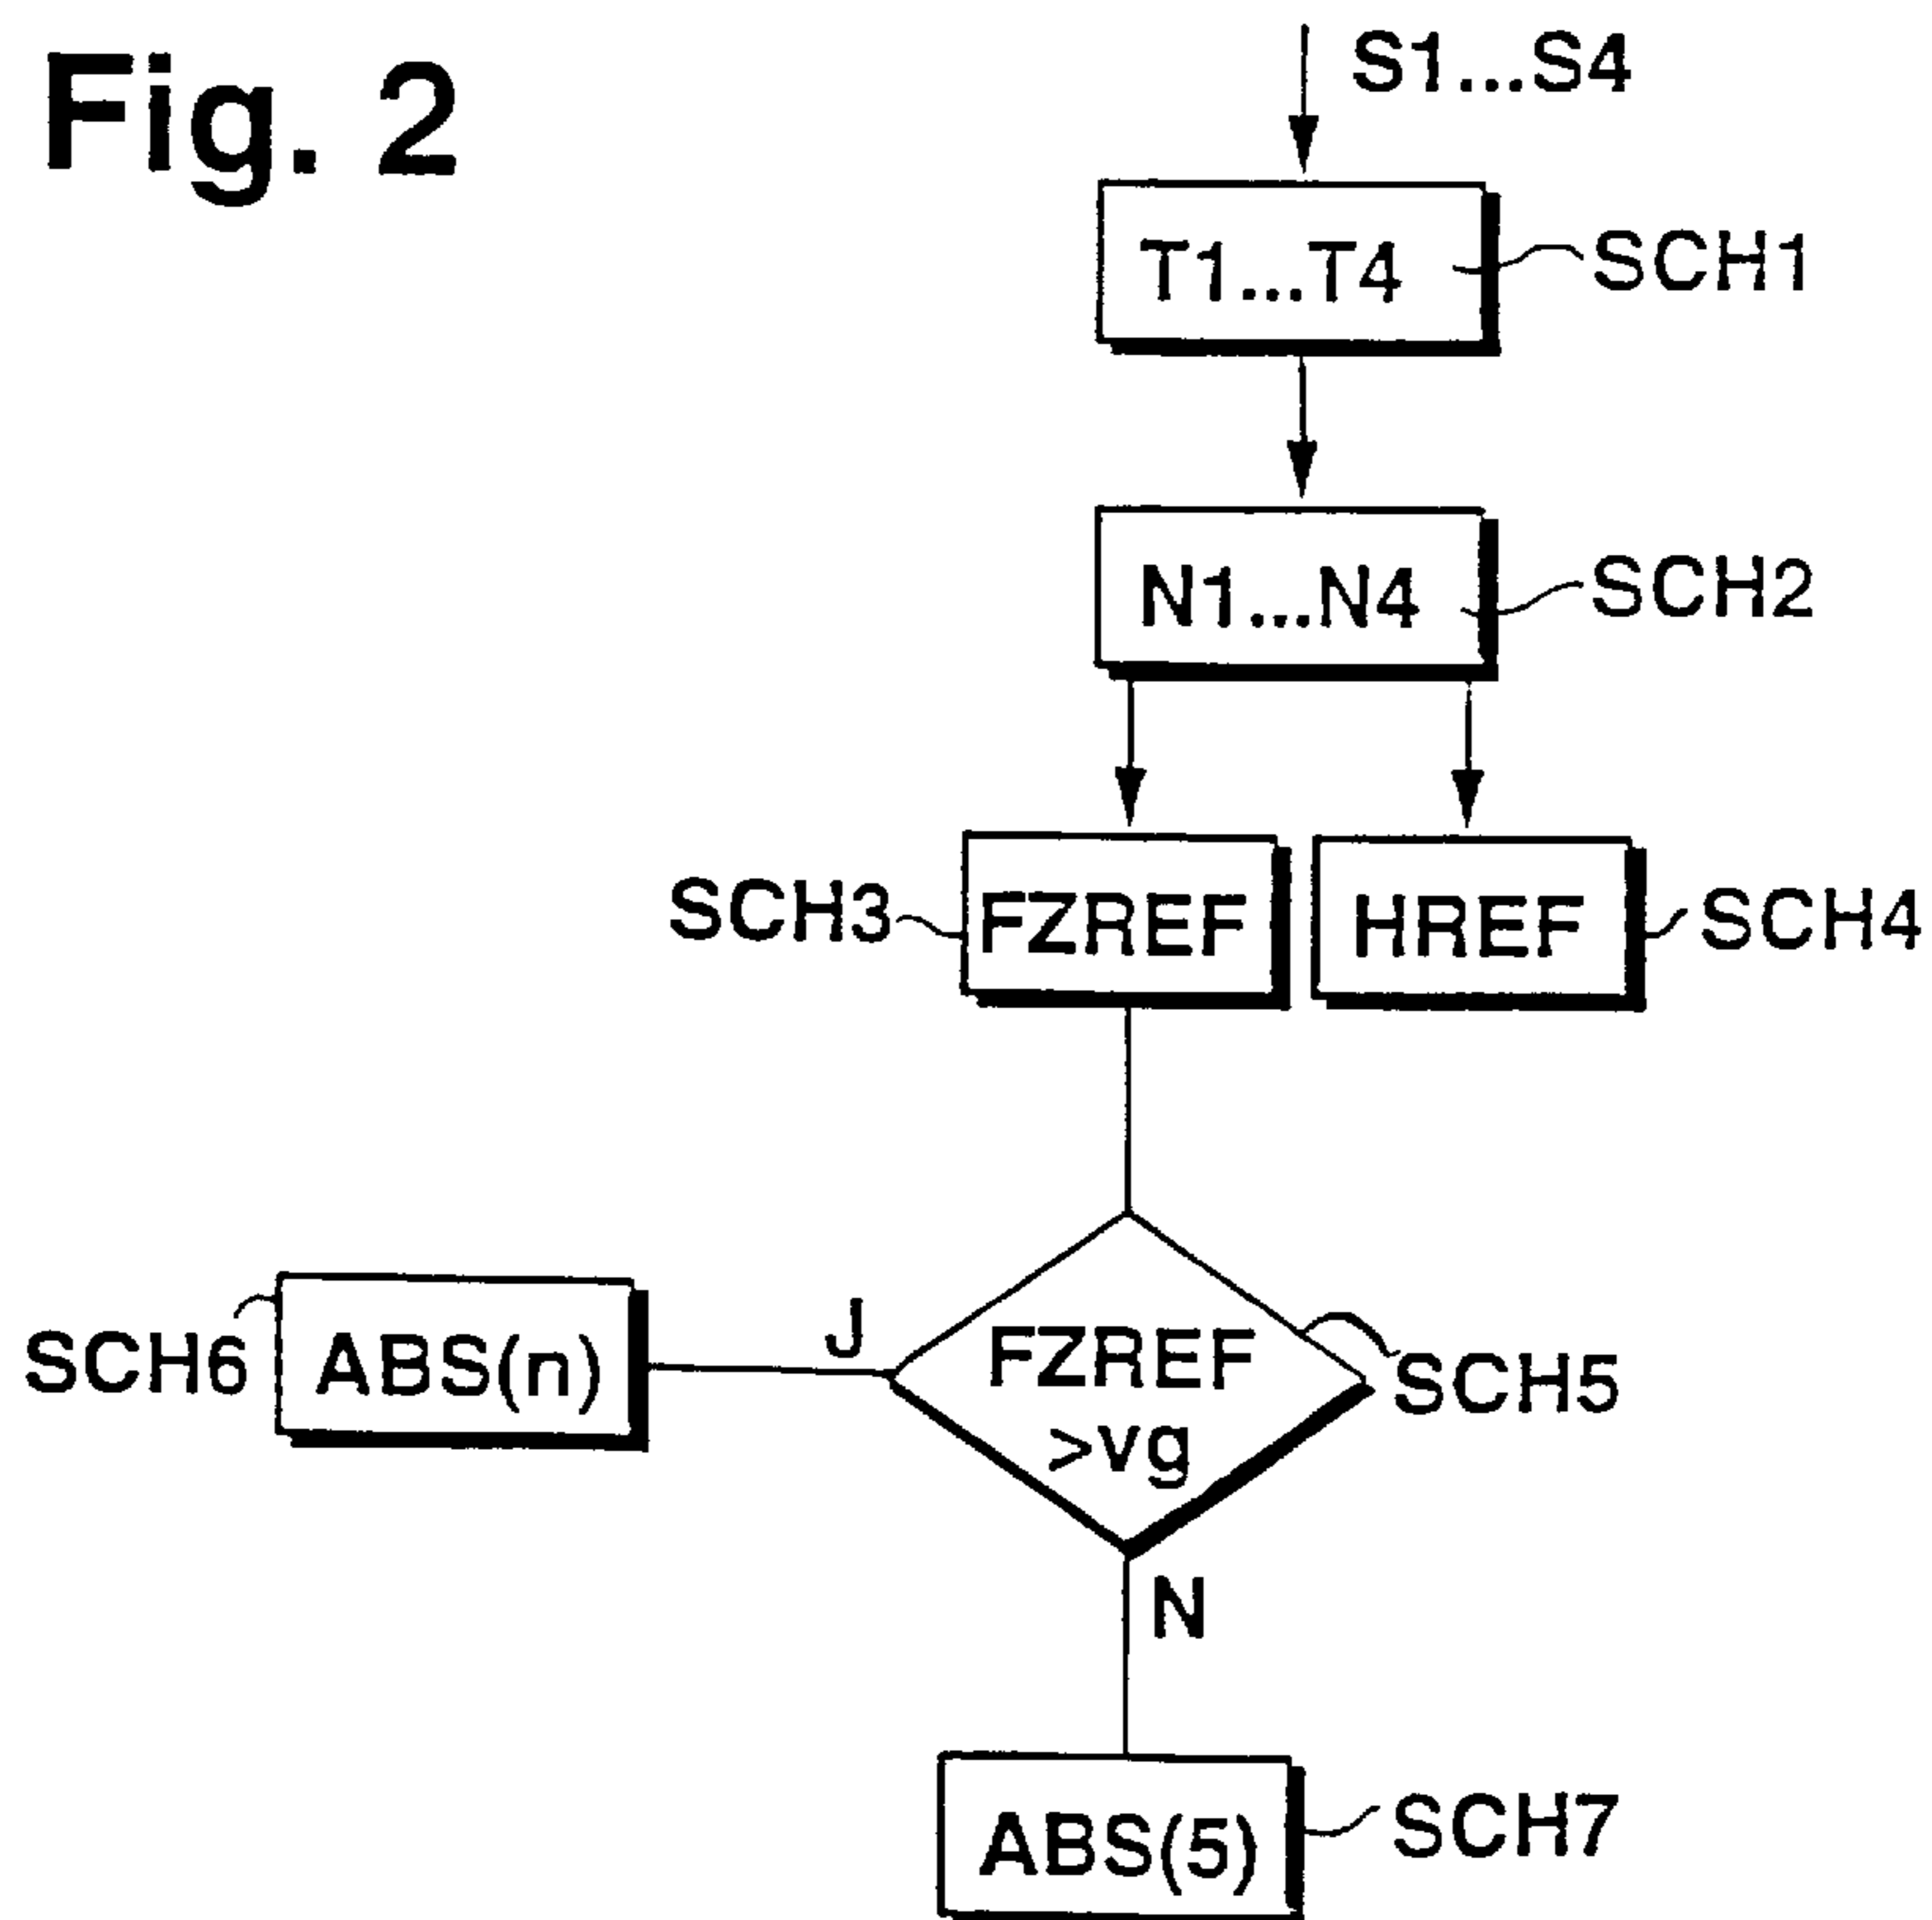 Fig. 2
S1...S4
T1...T4
SCH1
N1...N4
SCH2
SCH3
FZREF
HREF
SCH4
J
FZREF
>vg
SCH5
SCH6
ABS(n)
N
ABS(5)
SCH7